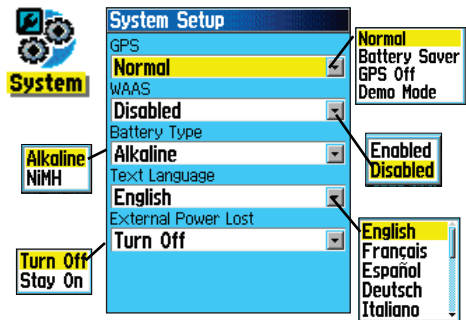 System
System Setup
GPS
Normal
WAAS
Disabled
Battery Type
Alkaline
Text Language
English
External Power Lost
Turn Off
Normal
Battery Saver
GPS Off
Demo Mode
Enabled
Disabled
Alkaline
NiMH
English
Français
Español
Deutsch
Italiano
Turn Off
Stay On